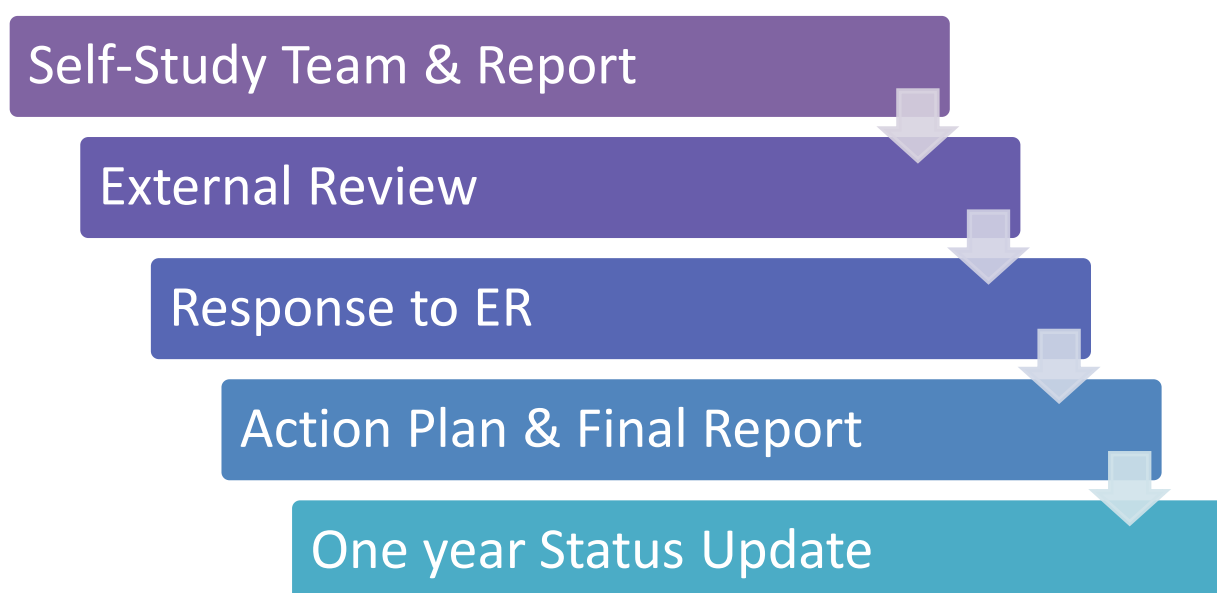 Self-Study Team & Report
External Review
Response to ER
Action Plan & Final Report
One year Status Update